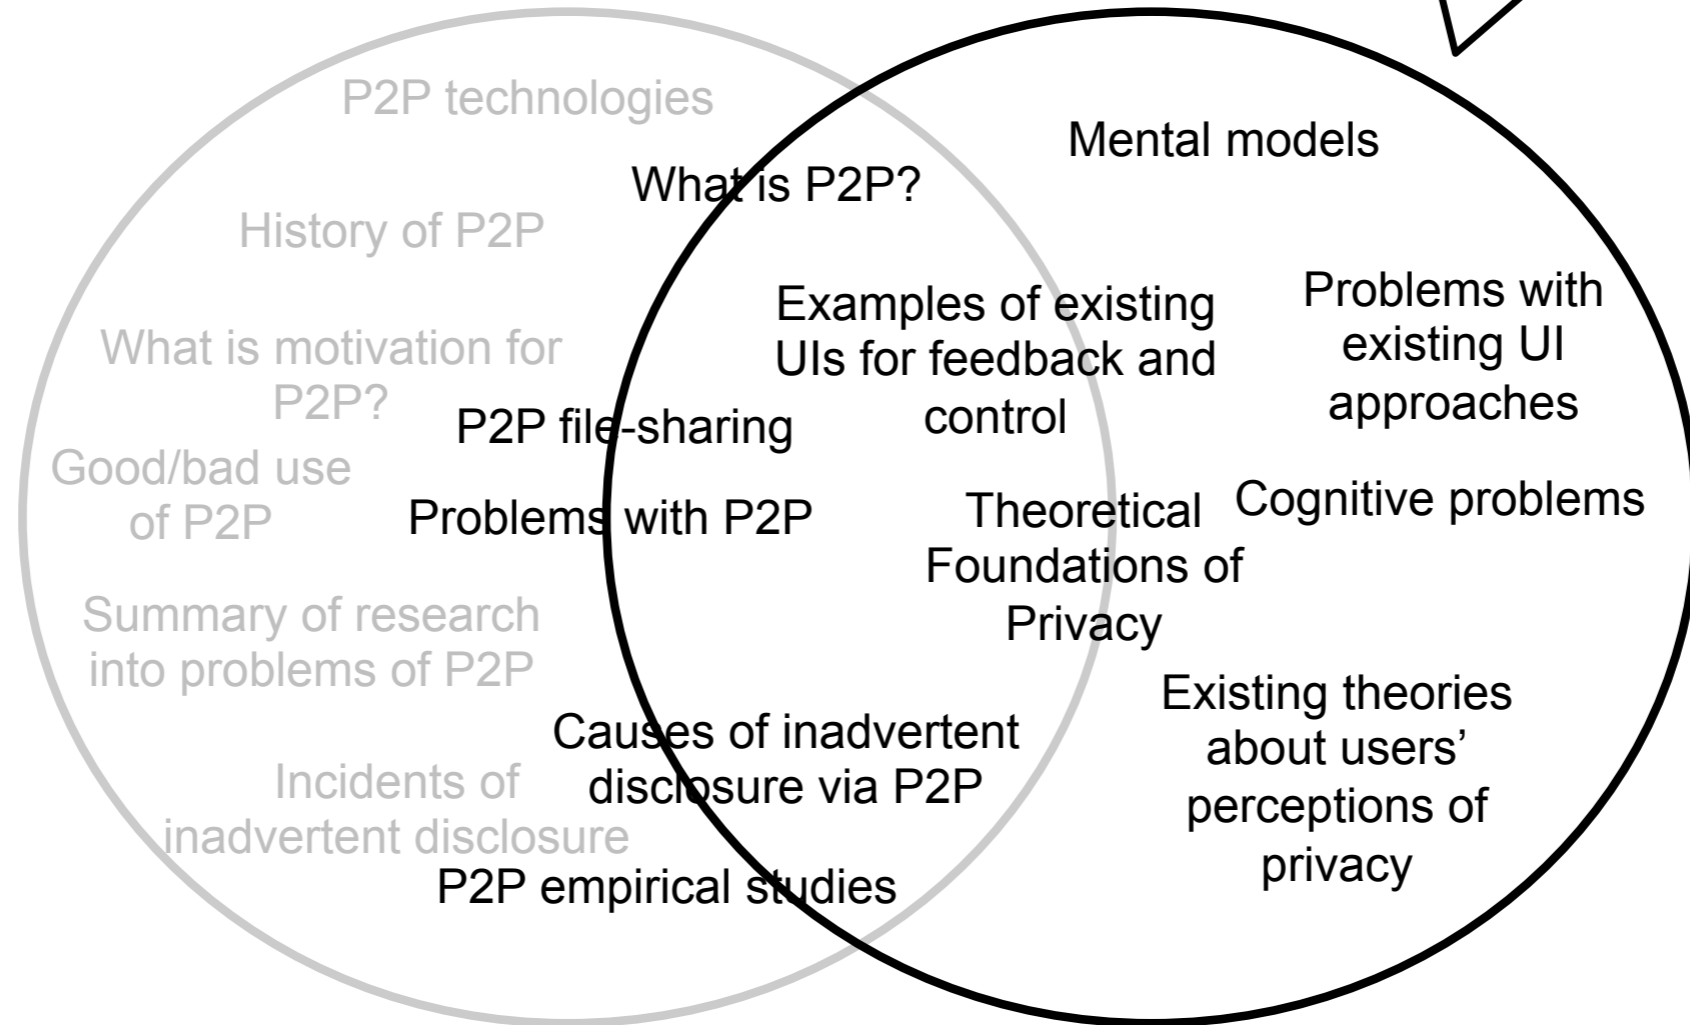 P2P technologies
Mental models
What is P2P?
History of P2P
Examples of existing
UIs for feedback and
control
Problems with
existing UI
approaches
What is motivation for
P2P?
P2P file-sharing
Good/bad use
of P2P
Problems with P2P
Theoretical
Foundations of
Privacy
Cognitive problems
Summary of research
into problems of P2P
Existing theories
about users’
perceptions of
privacy
Causes of inadvertent
disclosure via P2P
Incidents of
inadvertent disclosure
P2P empirical studies